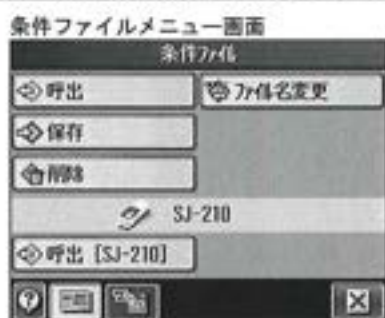 条件ファイルメニュー画面
条件ファイル
呼出
ファイル名変更
保存
削除
SJ-210
呼出 [SJ-210]